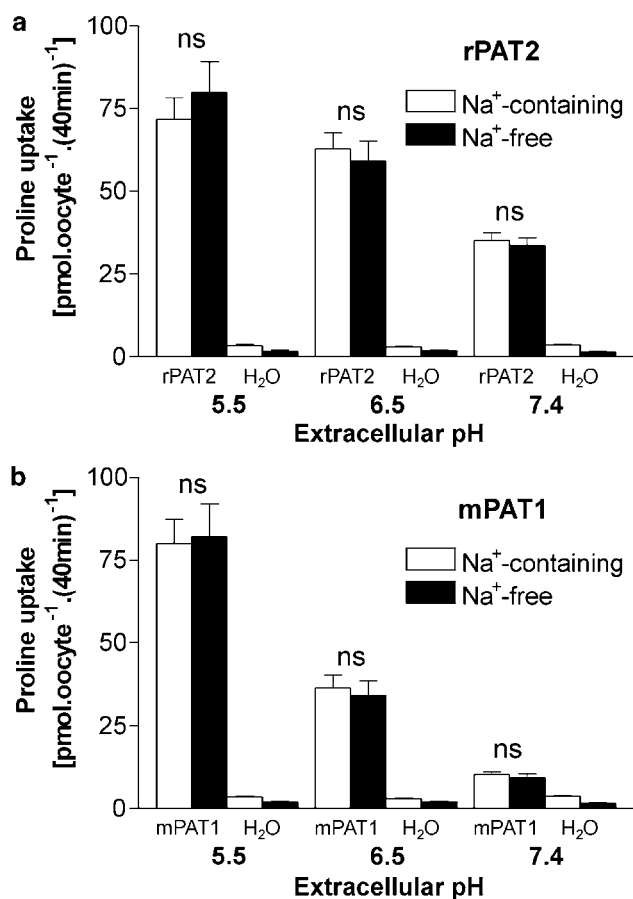 a
rPAT2
Na⁺-containing
Na⁺-free
Proline uptake
[pmol.oocyte⁻¹.(40min)⁻¹]
100
75
50
25
0
ns
ns
ns
rPAT2 H₂O rPAT2 H₂O rPAT2 H₂O
5.5 6.5 7.4
Extracellular pH
b
mPAT1
Na⁺-containing
Na⁺-free
Proline uptake
[pmol.oocyte⁻¹.(40min)⁻¹]
100
75
50
25
0
ns
ns
ns
mPAT1 H₂O mPAT1 H₂O mPAT1 H₂O
5.5 6.5 7.4
Extracellular pH